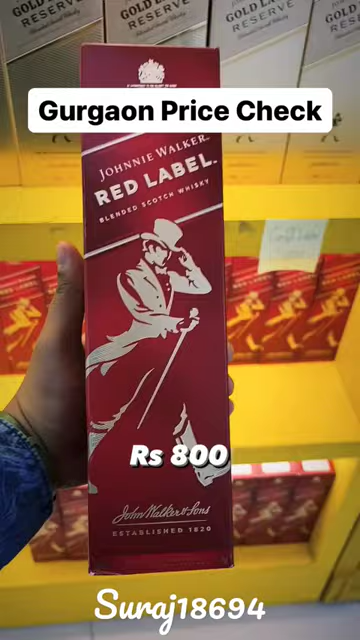 GOLD LABEL
RESERVE
GOLD LABEL
RESERVE
Gurgaon Price Check
JOHNNIE WALKER
RED LABEL
BLENDED SCOTCH WHISKY
Rs 800
John Walker & Sons
ESTABLISHED 1820
Suraj18694